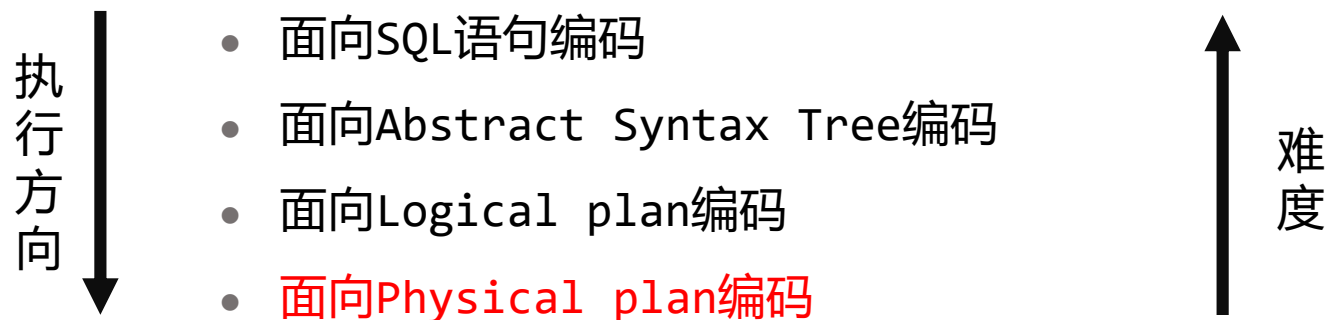 执行方向
面向SQL语句编码
面向Abstract Syntax Tree编码
面向Logical plan编码
面向Physical plan编码
难度